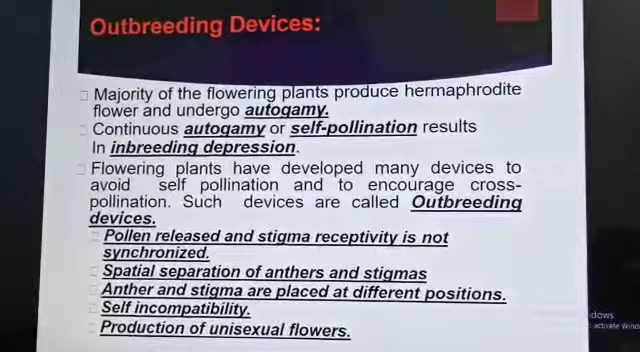 Outbreeding Devices:
Majority of the flowering plants produce hermaphrodite
flower and undergo autogamy.
Continuous autogamy or self-pollination results
In inbreeding depression.
Flowering plants have developed many devices to
avoid self pollination and to encourage cross-
pollination. Such devices are called Outbreeding
devices.
Pollen released and stigma receptivity is not
synchronized.
Spatial separation of anthers and stigmas
Anther and stigma are placed at different positions.
Self incompatibility.
Production of unisexual flowers.
dows
activate Windo